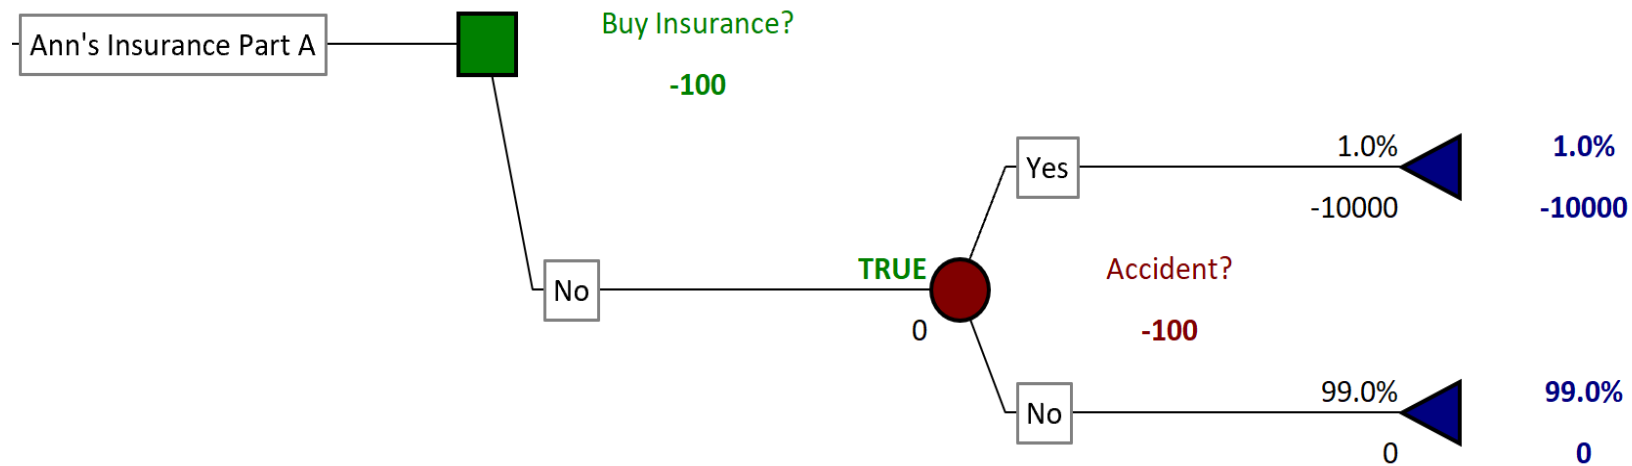 Ann's Insurance Part A
Buy Insurance?
-100
Yes
1.0%
1.0%
-10000
-10000
No
TRUE
0
Accident?
-100
No
99.0%
99.0%
0
0